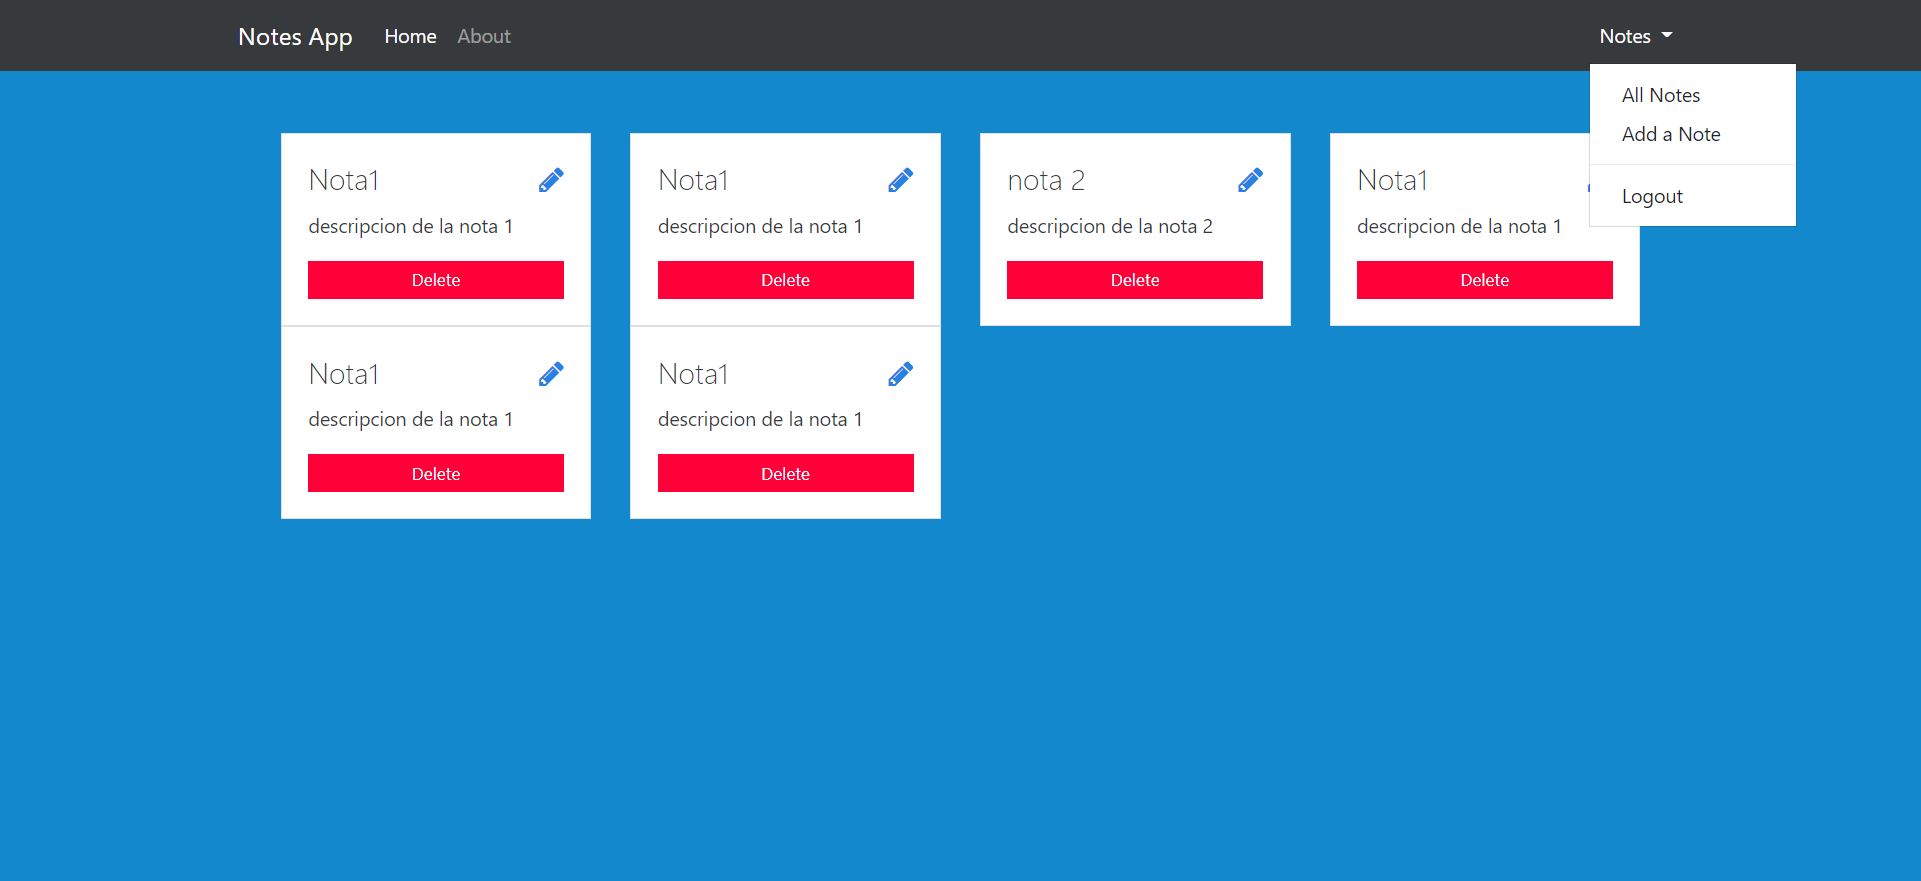 Notes App Home About Notes
All Notes
Add a Note
Logout
Nota1
descripcion de la nota 1
Delete
Nota1
descripcion de la nota 1
Delete
nota 2
descripcion de la nota 2
Delete
Nota1
descripcion de la nota 1
Delete
Nota1
descripcion de la nota 1
Delete
Nota1
descripcion de la nota 1
Delete